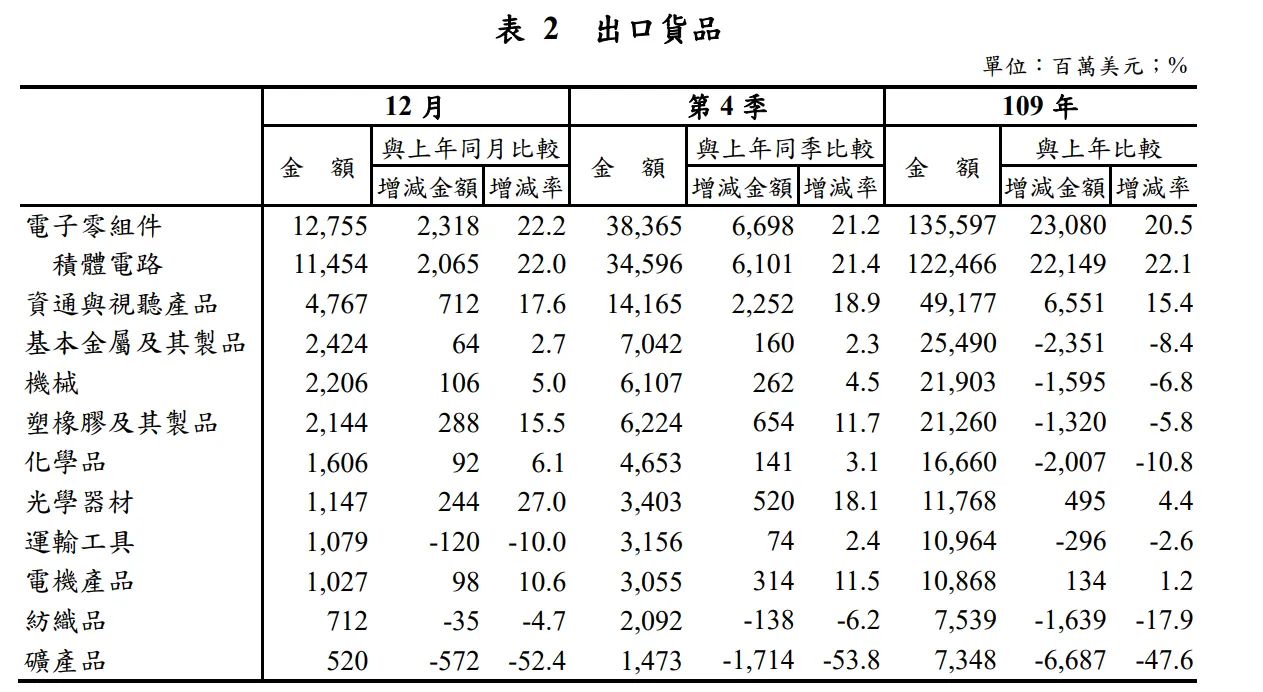 表 2 出口貨品
單位：百萬美元；%
12 月 第 4 季 109 年
金 額 與上年同月比較 金 額 與上年同季比較 金 額 與上年比較
增減金額 增減率 增減金額 增減率 增減金額 增減率
電子零組件 12,755 2,318 22.2 38,365 6,698 21.2 135,597 23,080 20.5
積體電路 11,454 2,065 22.0 34,596 6,101 21.4 122,466 22,149 22.1
資通與視聽產品 4,767 712 17.6 14,165 2,252 18.9 49,177 6,551 15.4
基本金屬及其製品 2,424 64 2.7 7,042 160 2.3 25,490 -2,351 -8.4
機械 2,206 106 5.0 6,107 262 4.5 21,903 -1,595 -6.8
塑橡膠及其製品 2,144 288 15.5 6,224 654 11.7 21,260 -1,320 -5.8
化學品 1,606 92 6.1 4,653 141 3.1 16,660 -2,007 -10.8
光學器材 1,147 244 27.0 3,403 520 18.1 11,768 495 4.4
運輸工具 1,079 -120 -10.0 3,156 74 2.4 10,964 -296 -2.6
電機產品 1,027 98 10.6 3,055 314 11.5 10,868 134 1.2
紡織品 712 -35 -4.7 2,092 -138 -6.2 7,539 -1,639 -17.9
礦產品 520 -572 -52.4 1,473 -1,714 -53.8 7,348 -6,687 -47.6